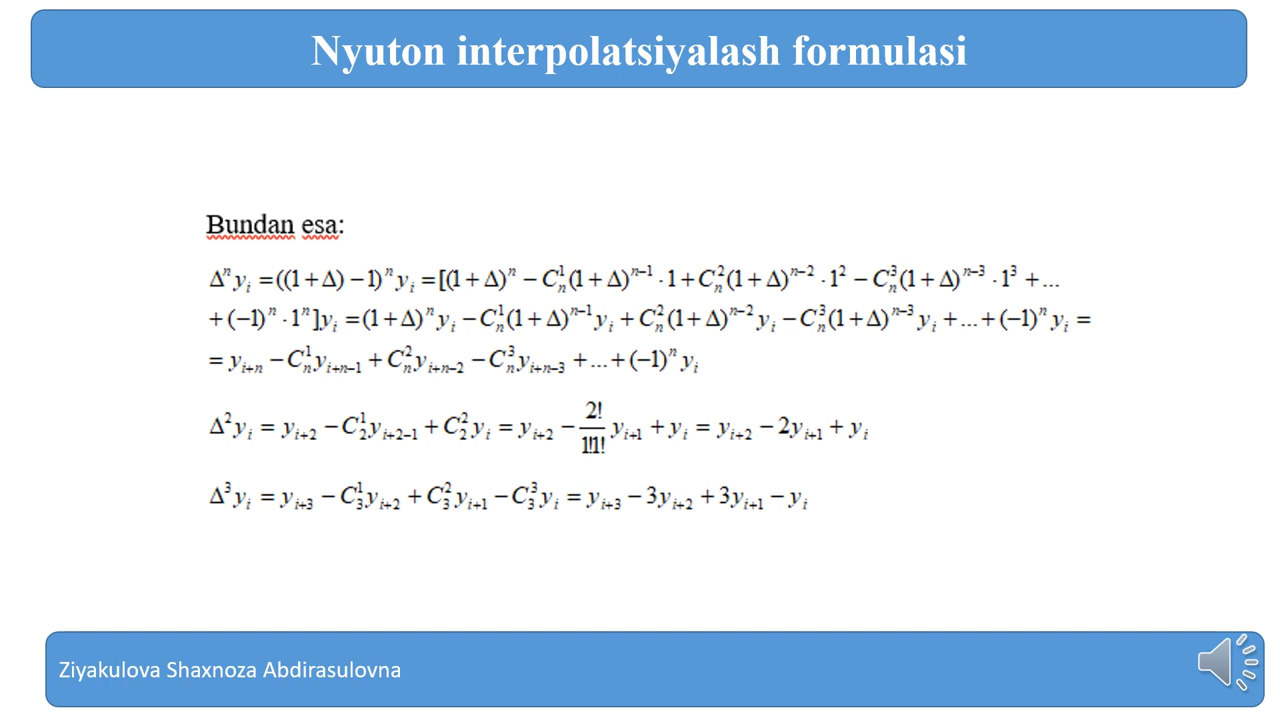 Nyuton interpolatsiyalash formulasi
Bundan esa:
Δⁿyᵢ =((1+Δ)−1)ⁿyᵢ =[(1+Δ)ⁿ −Cₙ¹(1+Δ)ⁿ⁻¹ ·1+Cₙ²(1+Δ)ⁿ⁻² ·1² −Cₙ³(1+Δ)ⁿ⁻³ ·1³ +...
+(−1)ⁿ ·1ⁿ]yᵢ =(1+Δ)ⁿyᵢ −Cₙ¹(1+Δ)ⁿ⁻¹yᵢ +Cₙ²(1+Δ)ⁿ⁻²yᵢ −Cₙ³(1+Δ)ⁿ⁻³yᵢ +...+(−1)ⁿyᵢ =
= yᵢ₊ₙ −Cₙ¹yᵢ₊ₙ₋₁ +Cₙ²yᵢ₊ₙ₋₂ −Cₙ³yᵢ₊ₙ₋₃ +...+(−1)ⁿyᵢ
Δ²yᵢ = yᵢ₊₂ −C₂¹yᵢ₊₂₋₁ +C₂²yᵢ = yᵢ₊₂ − 2!/1!1! yᵢ₊₁ + yᵢ = yᵢ₊₂ −2yᵢ₊₁ + yᵢ
Δ³yᵢ = yᵢ₊₃ −C₃¹yᵢ₊₂ +C₃²yᵢ₊₁ −C₃³yᵢ = yᵢ₊₃ −3yᵢ₊₂ +3yᵢ₊₁ − yᵢ
Ziyakulova Shaxnoza Abdirasulovna